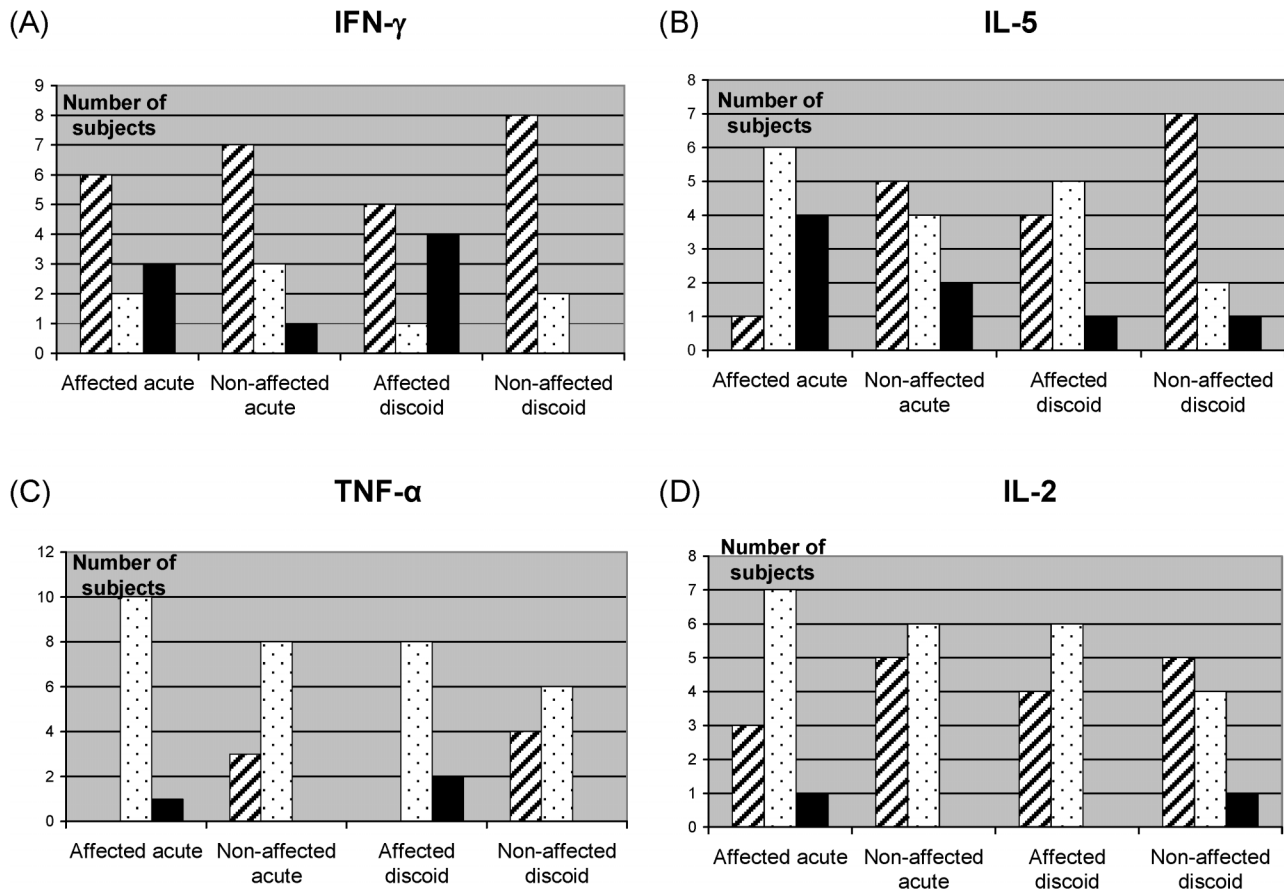 (A)
IFN-γ
9
8
7
6
5
4
3
2
1
0
Number of
subjects
Affected acute
Non-affected
acute
Affected
discoid
Non-affected
discoid
(B)
IL-5
8
7
6
5
4
3
2
1
0
Number of
subjects
Affected acute
Non-affected
acute
Affected
discoid
Non-affected
discoid
(C)
TNF-α
12
10
8
6
4
2
0
Number of
subjects
Affected acute
Non-affected
acute
Affected
discoid
Non-affected
discoid
(D)
IL-2
8
7
6
5
4
3
2
1
0
Number of
subjects
Affected acute
Non-affected
acute
Affected
discoid
Non-affected
discoid